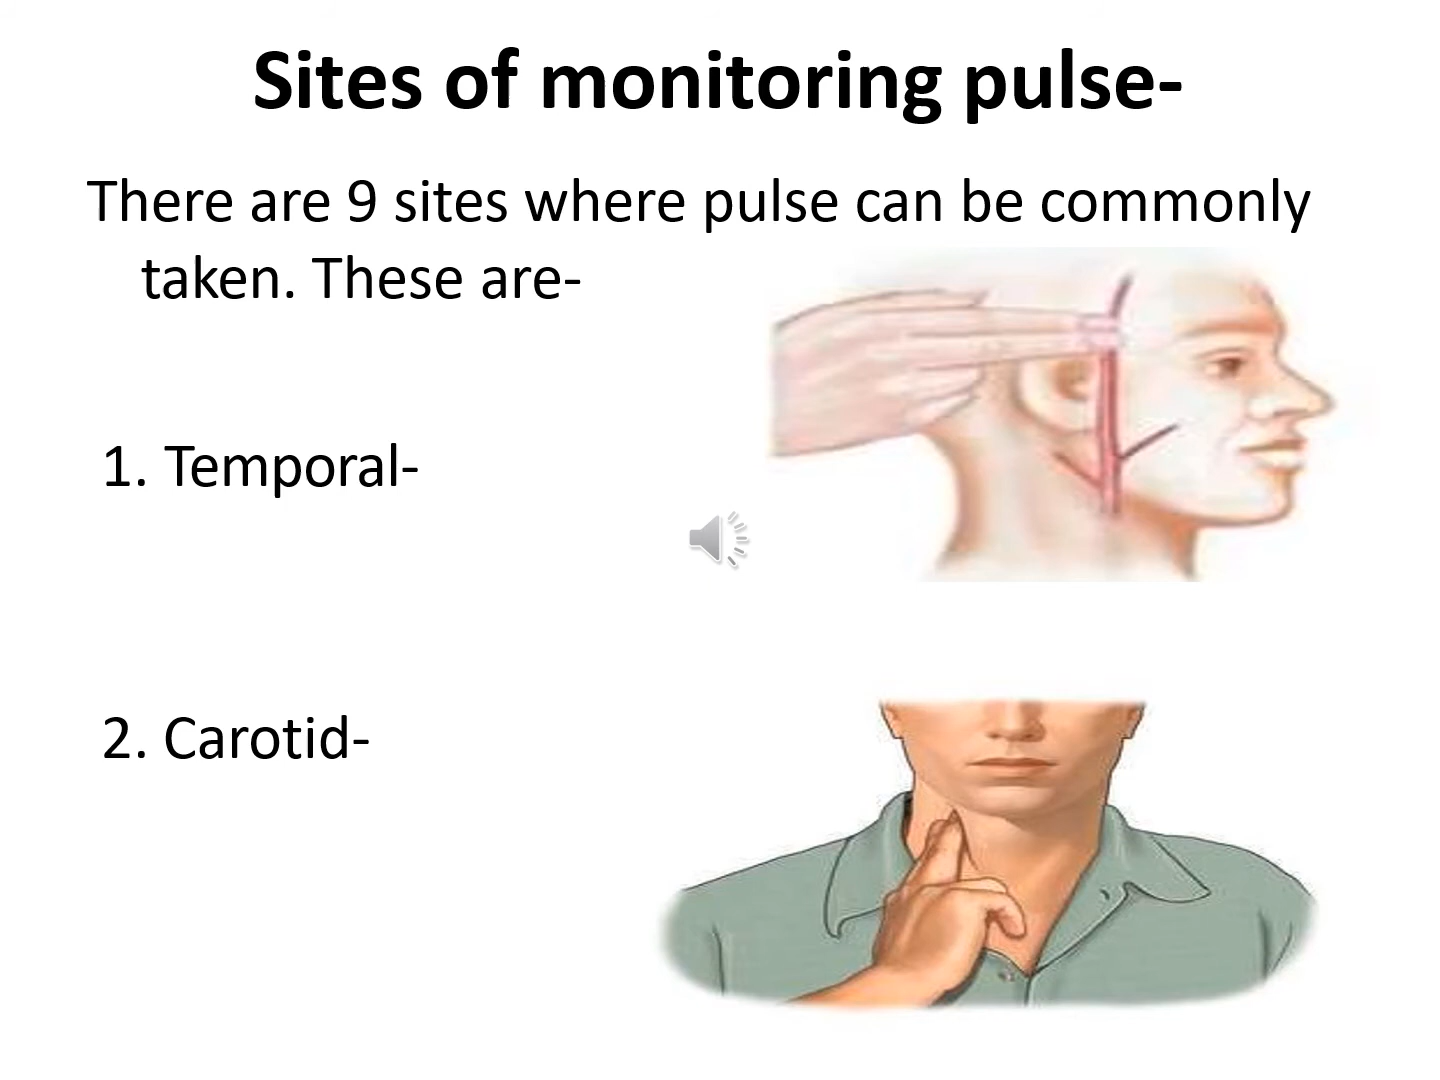 Sites of monitoring pulse-
There are 9 sites where pulse can be commonly
taken. These are-
1. Temporal-
2. Carotid-